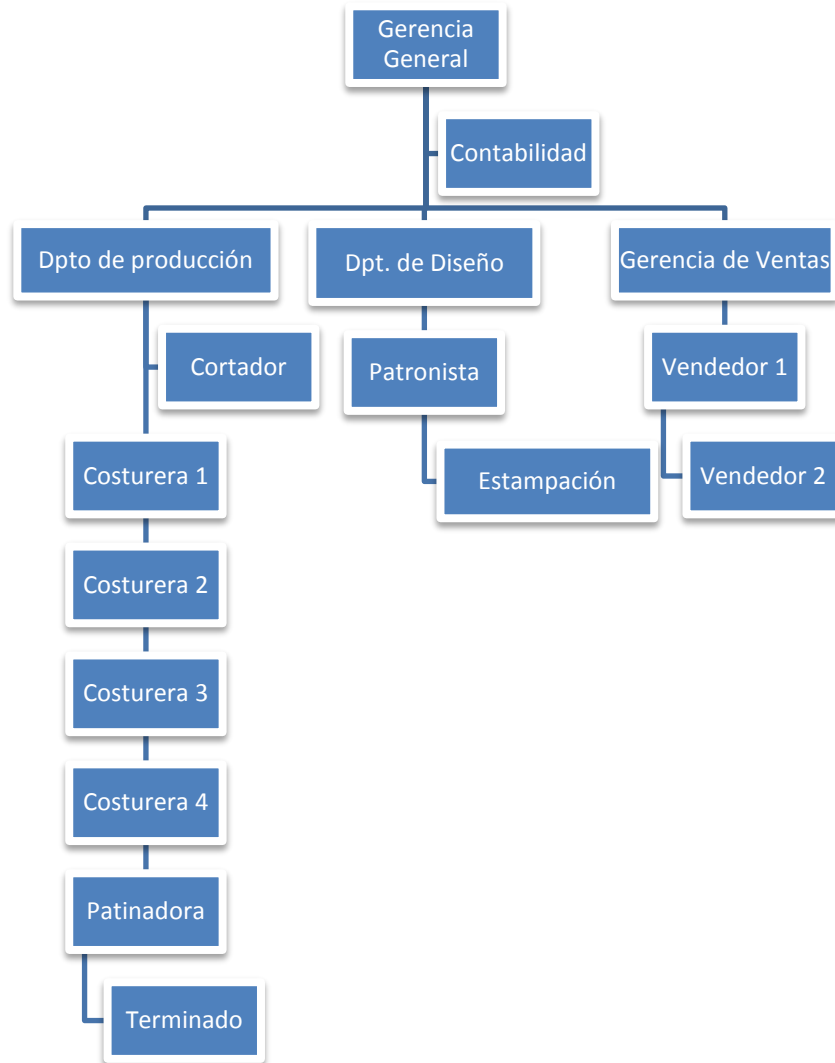 Gerencia
General
Contabilidad
Dpto de producción
Dpt. de Diseño
Gerencia de Ventas
Cortador
Patronista
Vendedor 1
Costurera 1
Estampación
Vendedor 2
Costurera 2
Costurera 3
Costurera 4
Patinadora
Terminado